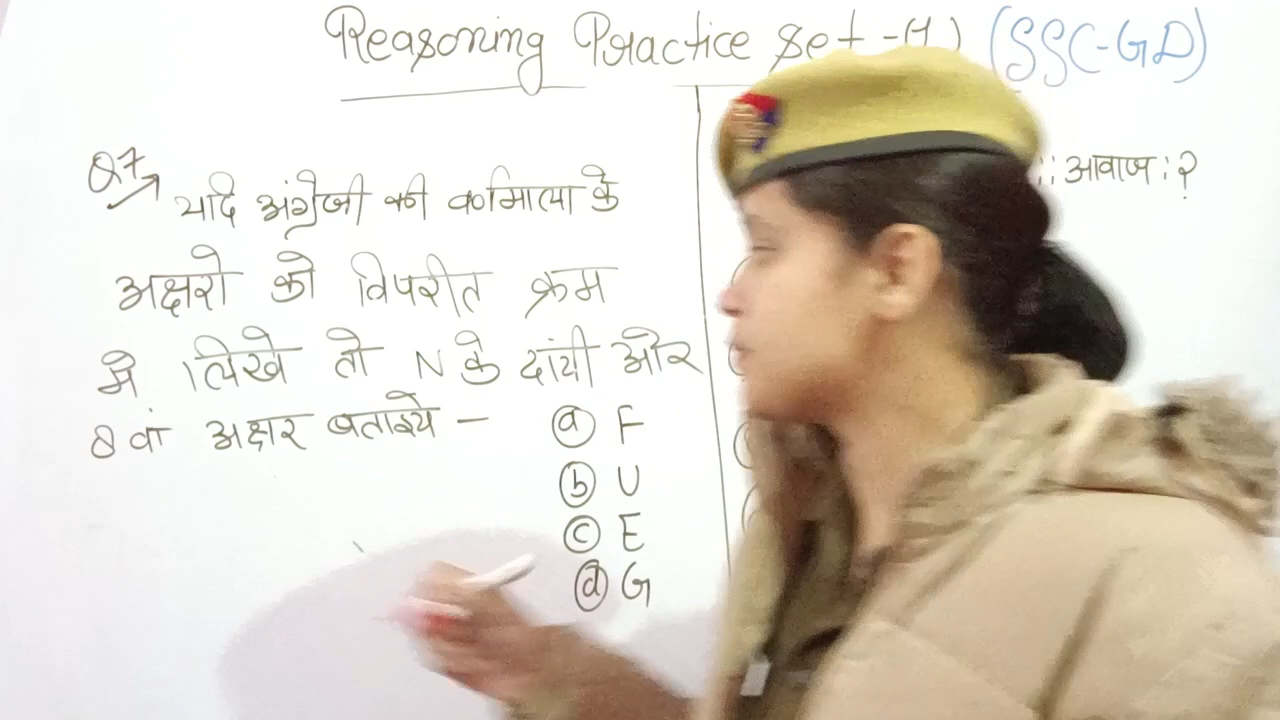 Reasoning Practice Set -(1) (SSC-GD)
Q7→ यदि अंग्रेजी की वर्णमाला के
अक्षरो को विपरीत क्रम
मे लिखे तो N के दांयी ओर
8 वां अक्षर बताइये -
(a) F
(b) U
(c) E
(d) G
:: आवाज : ?